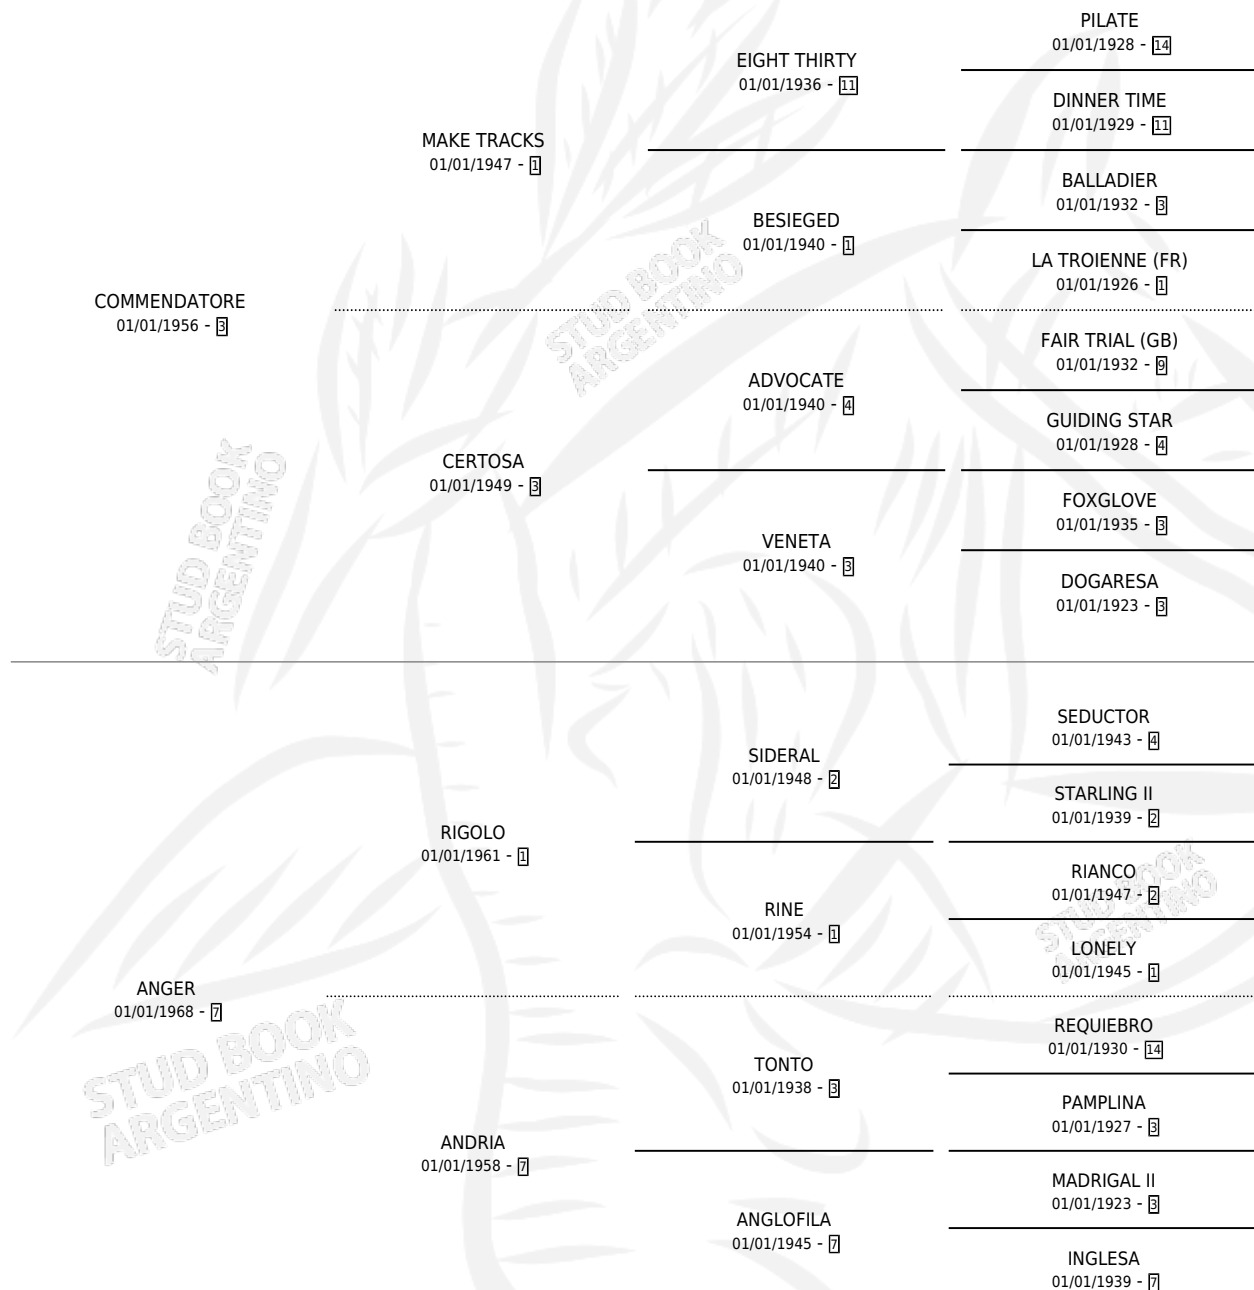 PILATE
01/01/1928 - 14
EIGHT THIRTY
01/01/1936 - 11
DINNER TIME
01/01/1929 - 11
MAKE TRACKS
01/01/1947 - 1
BALLADIER
01/01/1932 - 3
BESIEGED
01/01/1940 - 1
LA TROIENNE (FR)
01/01/1926 - 1
COMMENDATORE
01/01/1956 - 3
FAIR TRIAL (GB)
01/01/1932 - 9
ADVOCATE
01/01/1940 - 4
GUIDING STAR
01/01/1928 - 4
CERTOSA
01/01/1949 - 3
FOXGLOVE
01/01/1935 - 3
VENETA
01/01/1940 - 3
DOGARESA
01/01/1923 - 3
SEDUCTOR
01/01/1943 - 4
SIDERAL
01/01/1948 - 2
STARLING II
01/01/1939 - 2
RIGOLO
01/01/1961 - 1
RIANCO
01/01/1947 - 2
RINE
01/01/1954 - 1
LONELY
01/01/1945 - 1
ANGER
01/01/1968 - 7
REQUIEBRO
01/01/1930 - 14
TONTO
01/01/1938 - 3
PAMPLINA
01/01/1927 - 3
ANDRIA
01/01/1958 - 7
MADRIGAL II
01/01/1923 - 3
ANGLOFILA
01/01/1945 - 7
INGLESA
01/01/1939 - 7
STUD BOOK
ARGENTINO
STUD BOOK
ARGENTINO
STUD BOOK
ARGENTINO
STUD BOOK
ARGENTINO